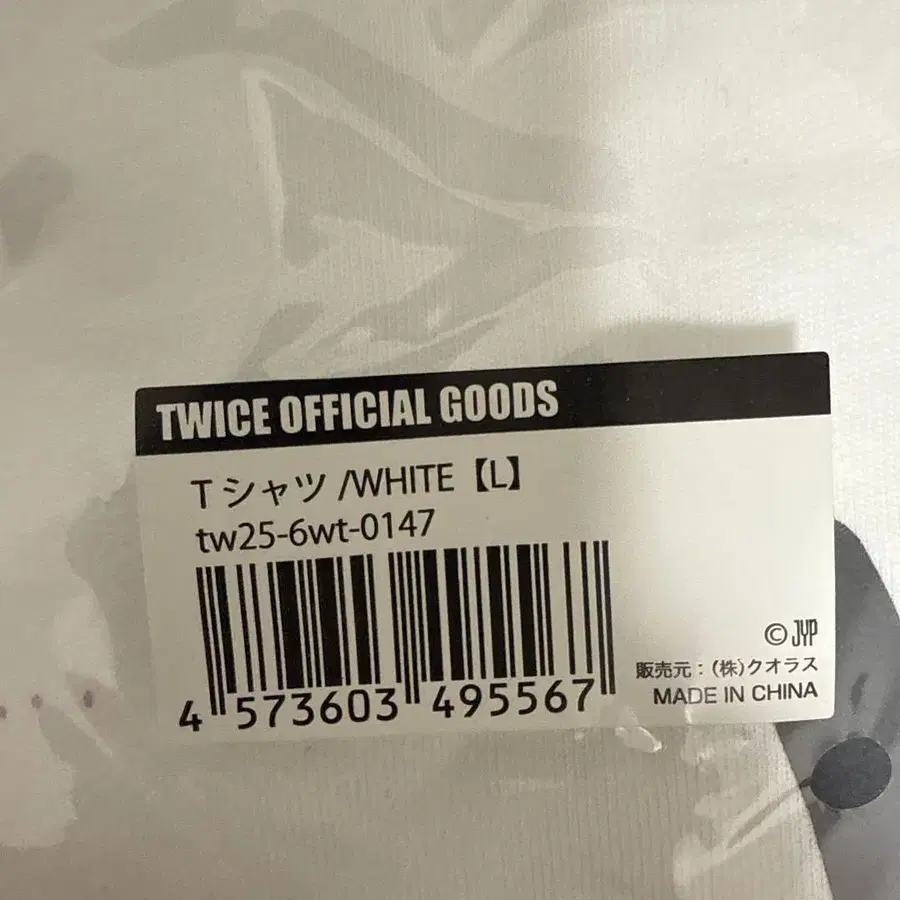 TWICE OFFICIAL GOODS
Tシャツ /WHITE【L】
tw25-6wt-0147
4 573603 495567
© JYP
販売元：(株)クオラス
MADE IN CHINA